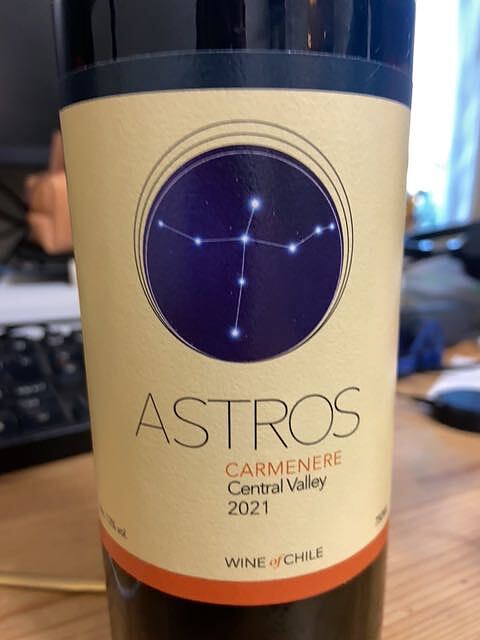 ASTROS
CARMENERE
Central Valley
2021
WINE of CHILE